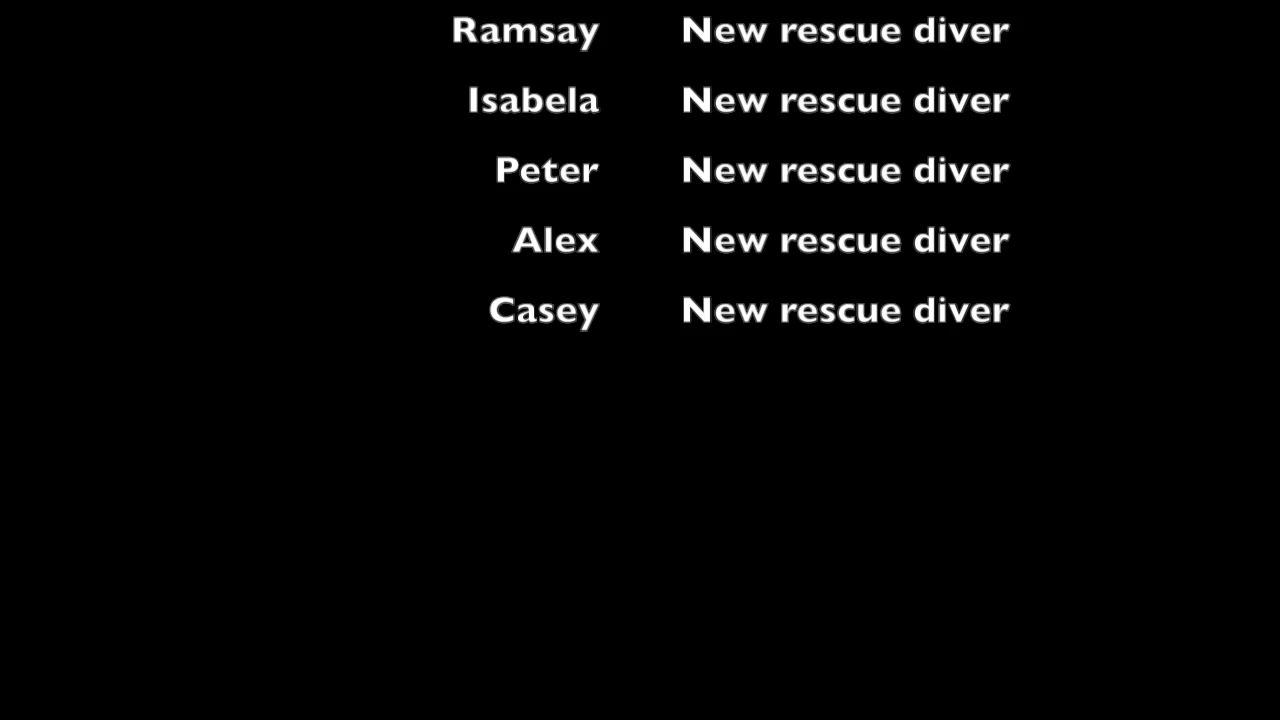 Ramsay New rescue diver
Isabela New rescue diver
Peter New rescue diver
Alex New rescue diver
Casey New rescue diver